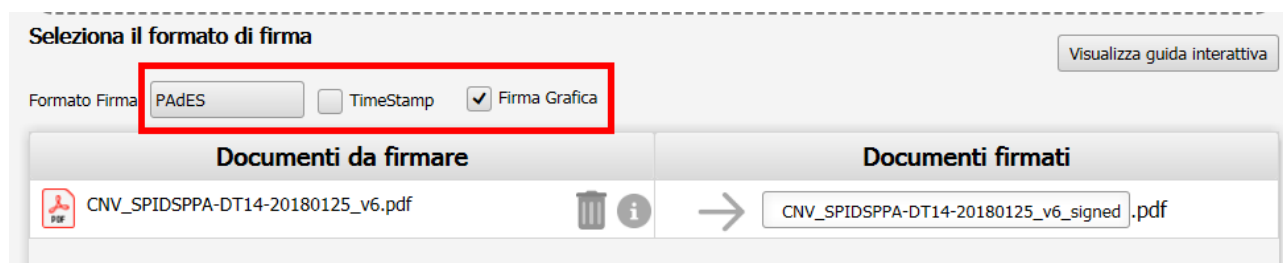 Seleziona il formato di firma
Visualizza guida interattiva
Formato Firma PAdES TimeStamp Firma Grafica
Documenti da firmare Documenti firmati
PDF CNV_SPIDSPPA-DT14-20180125_v6.pdf i CNV_SPIDSPPA-DT14-20180125_v6_signed .pdf